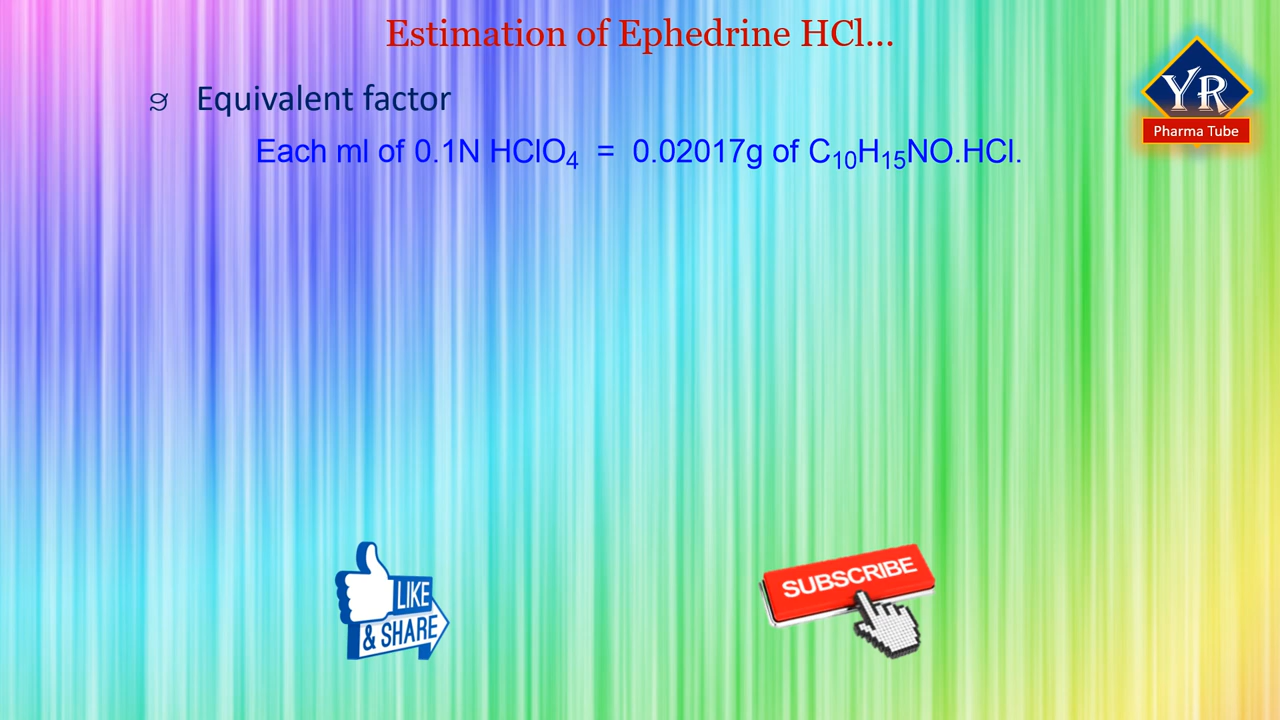 Estimation of Ephedrine HCl...
YR
Pharma Tube
Equivalent factor
Each ml of 0.1N HClO₄ = 0.02017g of C₁₀H₁₅NO.HCl.
LIKE
& SHARE
SUBSCRIBE